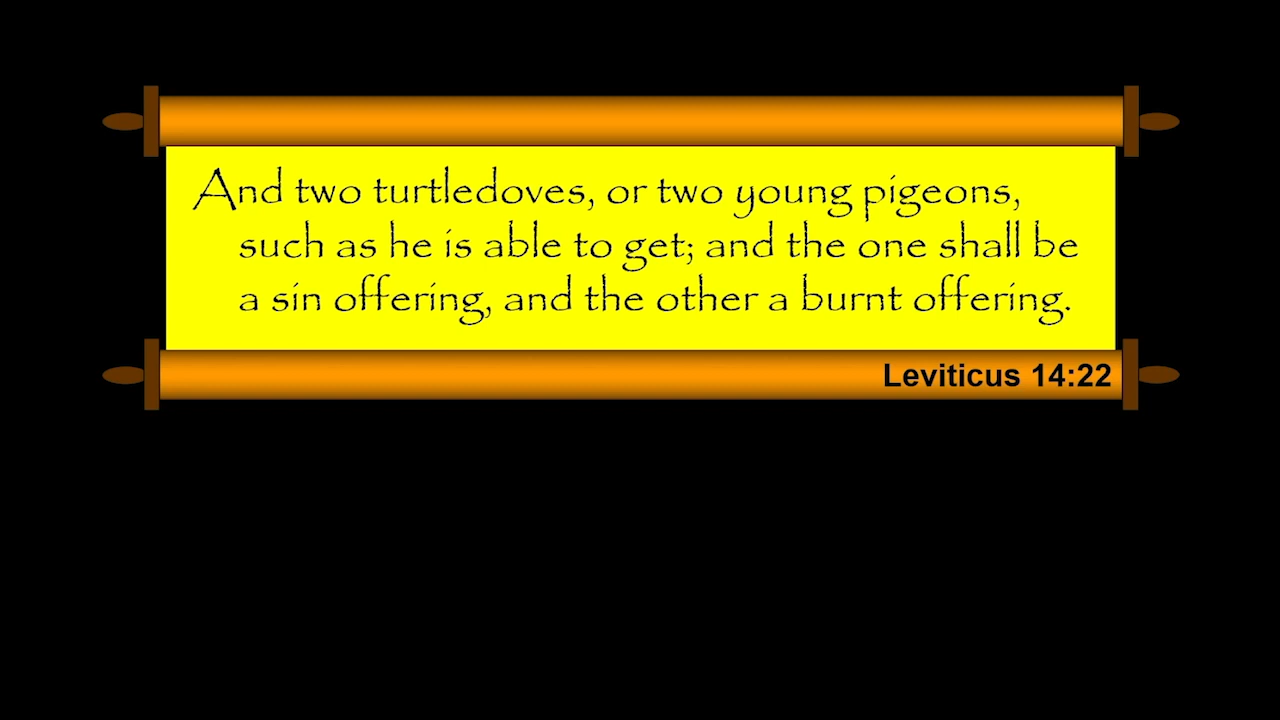 And two turtledoves, or two young pigeons,
such as he is able to get; and the one shall be
a sin offering, and the other a burnt offering.
Leviticus 14:22